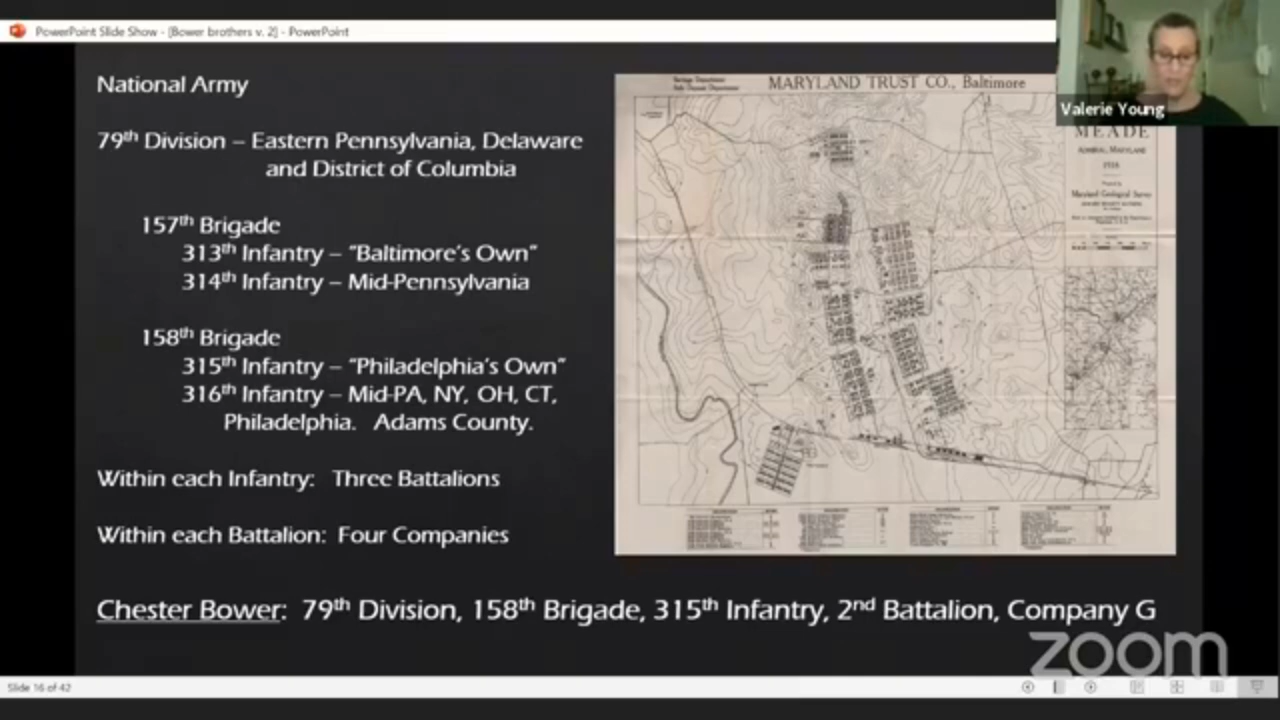 PowerPoint Slide Show - [Bower brothers v. 2] - PowerPoint
Valerie Young
National Army
79th Division – Eastern Pennsylvania, Delaware
and District of Columbia
157th Brigade
313th Infantry – "Baltimore's Own"
314th Infantry – Mid-Pennsylvania
158th Brigade
315th Infantry – "Philadelphia's Own"
316th Infantry – Mid-PA, NY, OH, CT,
Philadelphia. Adams County.
Within each Infantry: Three Battalions
Within each Battalion: Four Companies
Chester Bower: 79th Division, 158th Brigade, 315th Infantry, 2nd Battalion, Company G
MARYLAND TRUST CO., Baltimore
MEADE
ADMIRAL, MARYLAND
1918
Maryland Geological Survey
zoom
Slide 16 of 42